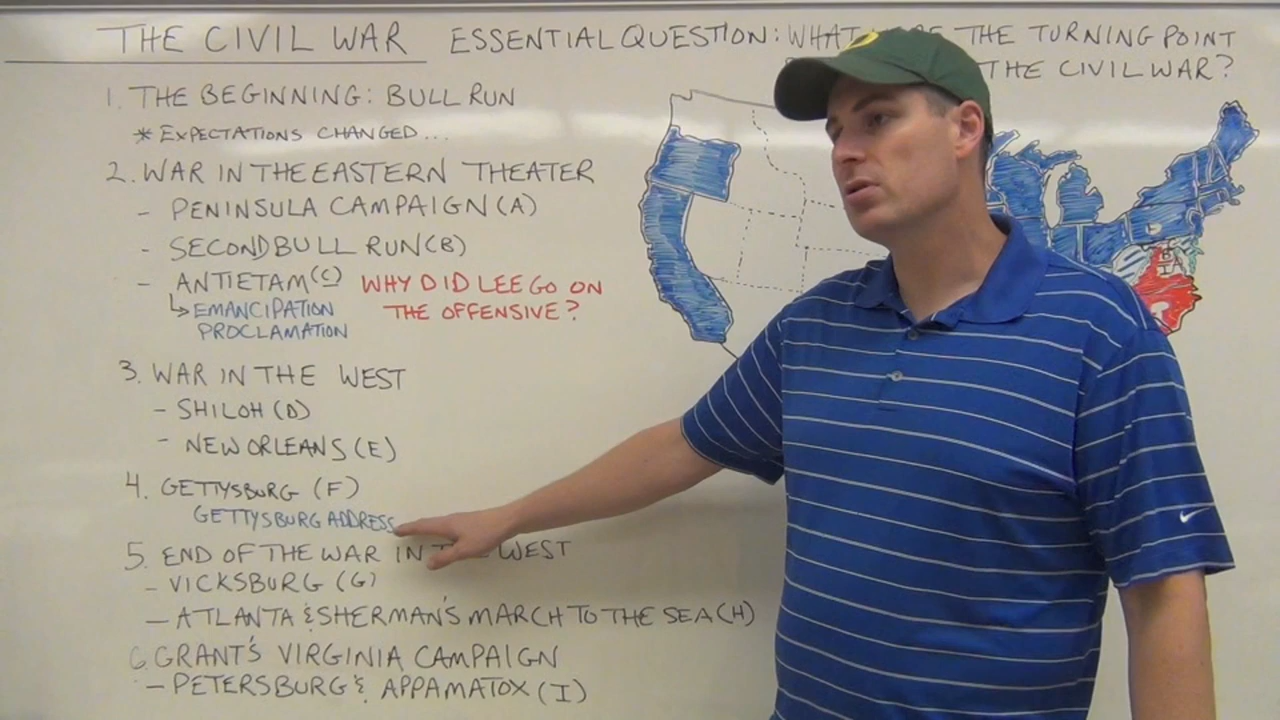 THE CIVIL WAR ESSENTIAL QUESTION: WHAT THE TURNING POINT
THE CIVIL WAR?
1. THE BEGINNING: BULL RUN
* EXPECTATIONS CHANGED...
2. WAR IN THE EASTERN THEATER
- PENINSULA CAMPAIGN (A)
- SECOND BULL RUN (B)
- ANTIETAM (C) WHY DID LEE GO ON
THE OFFENSIVE?
↳ EMANCIPATION
PROCLAMATION
3. WAR IN THE WEST
- SHILOH (D)
- NEW ORLEANS (E)
4. GETTYSBURG (F)
GETTYSBURG ADDRESS
5. END OF THE WAR IN THE WEST
- VICKSBURG (G)
- ATLANTA & SHERMAN'S MARCH TO THE SEA (H)
6. GRANT'S VIRGINIA CAMPAIGN
- PETERSBURG & APPAMATOX (I)